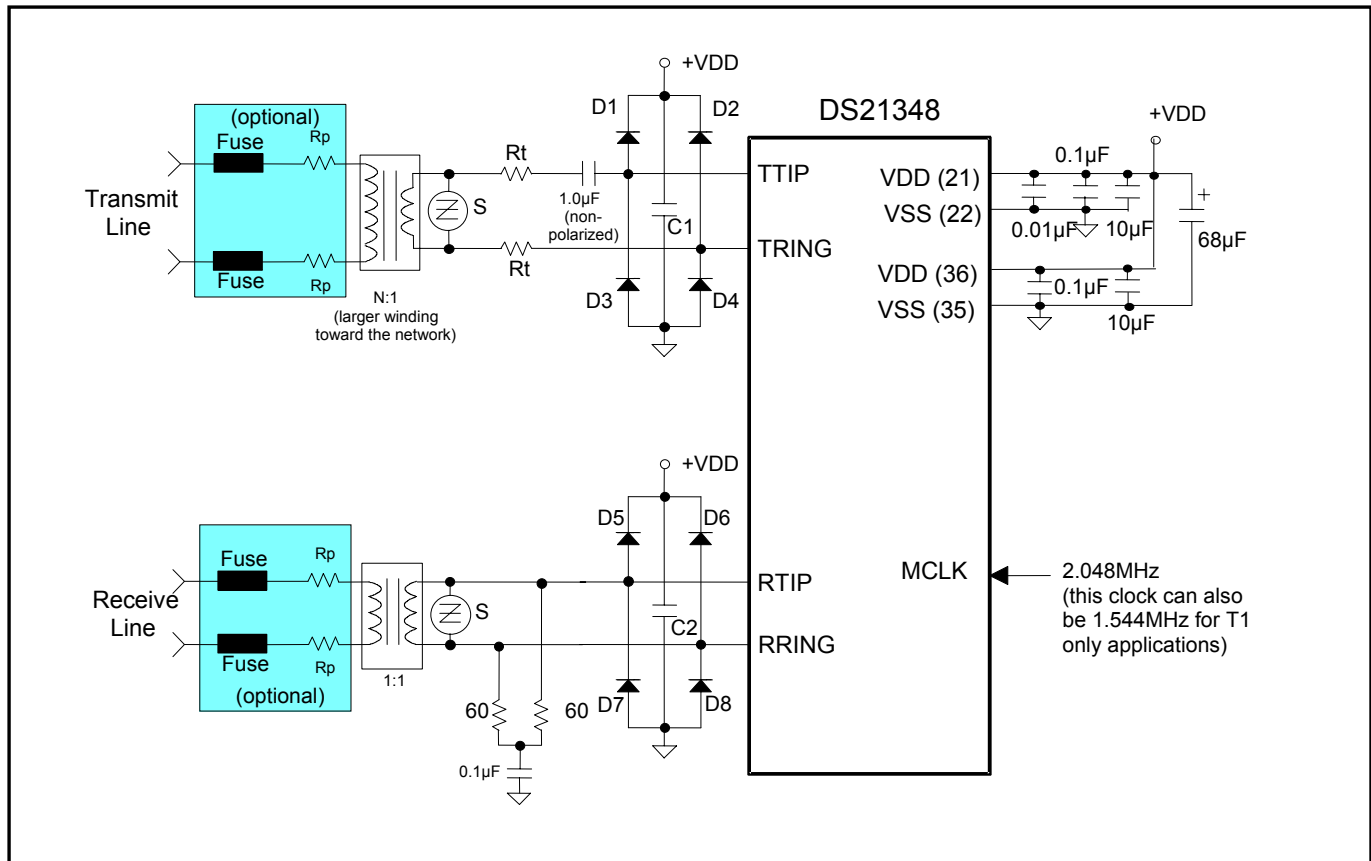 +VDD
(optional)
Fuse
Rp
Transmit
Line
Fuse
Rp
N:1
(larger winding
toward the network)
S
Rt
Rt
1.0µF
(non-
polarized)
D1
D2
C1
D3
D4
DS21348
TTIP
TRING
VDD (21)
VSS (22)
VDD (36)
VSS (35)
+VDD
0.1µF
0.01µF
10µF
+
68µF
0.1µF
10µF
+VDD
Fuse
Rp
Receive
Line
Fuse
Rp
(optional)
1:1
S
60
60
0.1µF
D5
D6
C2
D7
D8
RTIP
RRING
MCLK
2.048MHz
(this clock can also
be 1.544MHz for T1
only applications)